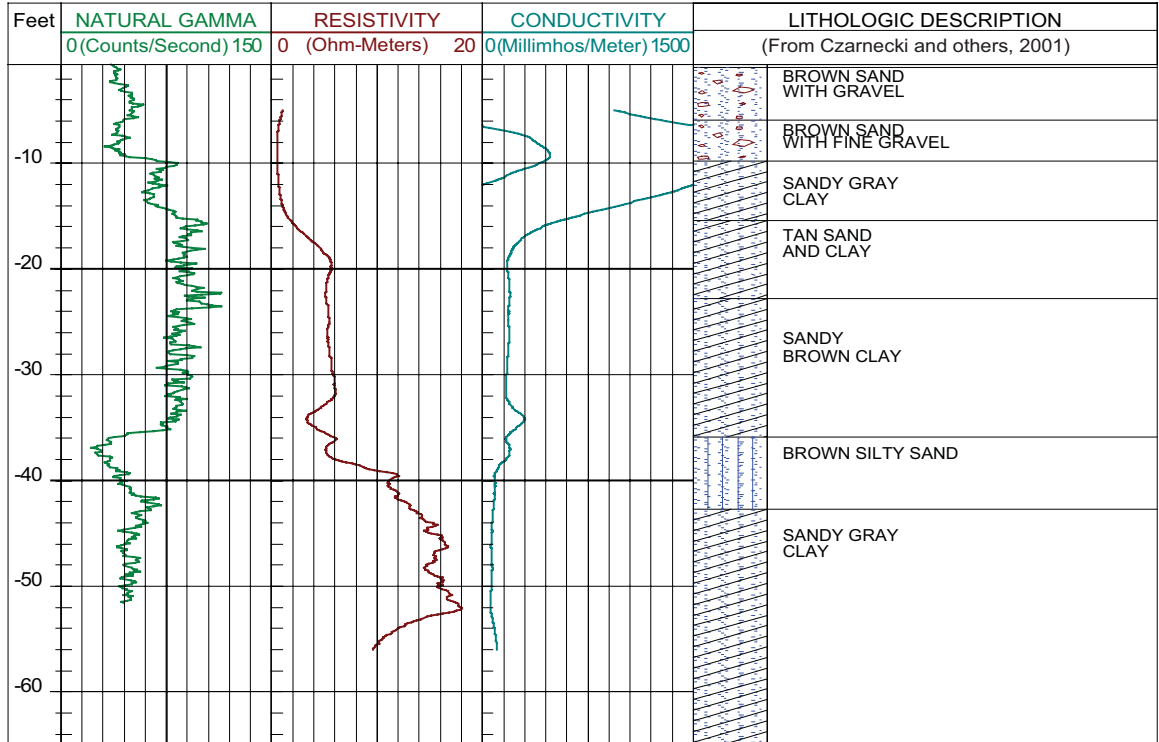 Feet NATURAL GAMMA RESISTIVITY CONDUCTIVITY LITHOLOGIC DESCRIPTION
0 (Counts/Second) 150 0 (Ohm-Meters) 20 0 (Millimhos/Meter) 1500 (From Czarnecki and others, 2001)
BROWN SAND
WITH GRAVEL
BROWN SAND
WITH FINE GRAVEL
-10
SANDY GRAY
CLAY
TAN SAND
AND CLAY
-20
SANDY
BROWN CLAY
-30
BROWN SILTY SAND
-40
SANDY GRAY
CLAY
-50
-60